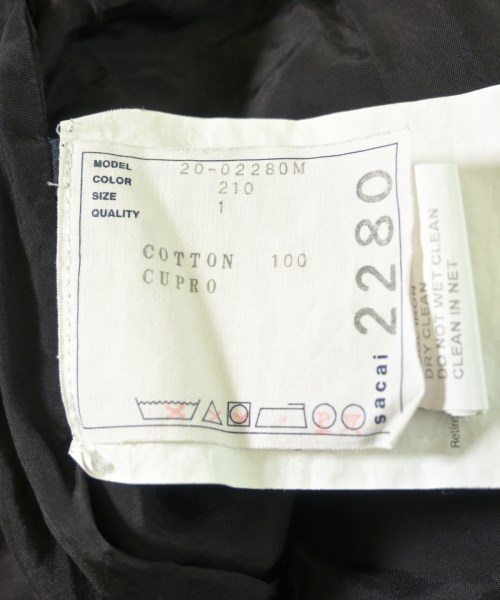 MODEL 20-02280M
COLOR 210
SIZE 1
QUALITY
COTTON 100
CUPRO
sacai 2280
DRY CLEAN
DO NOT WET CLEAN
CLEAN IN NET